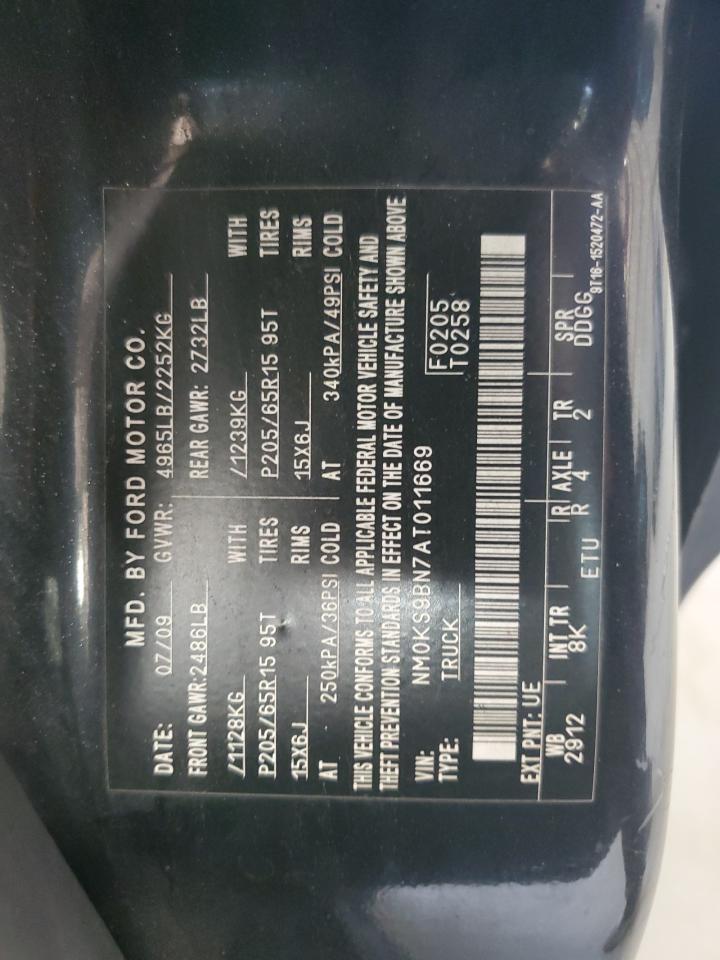 MFD. BY FORD MOTOR CO.
DATE: 07/09 GVWR: 4965LB/2252KG
FRONT GAWR:2486LB REAR GAWR: 2732LB
/1128KG WITH /1239KG WITH
P205/65R15 95T TIRES P205/65R15 95T TIRES
15X6J RIMS 15X6J RIMS
AT 250kPA/36PSI COLD AT 340kPA/49PSI COLD
THIS VEHICLE CONFORMS TO ALL APPLICABLE FEDERAL MOTOR VEHICLE SAFETY AND
THEFT PREVENTION STANDARDS IN EFFECT ON THE DATE OF MANUFACTURE SHOWN ABOVE
VIN: NM0KS9BN7AT011669 F0205
TYPE: TRUCK T0258
EXT PNT: UE
WB INT TR R AXLE TR SPR
2912 8K R 4 2 DDGG
ETU
9T16-1520472-AA